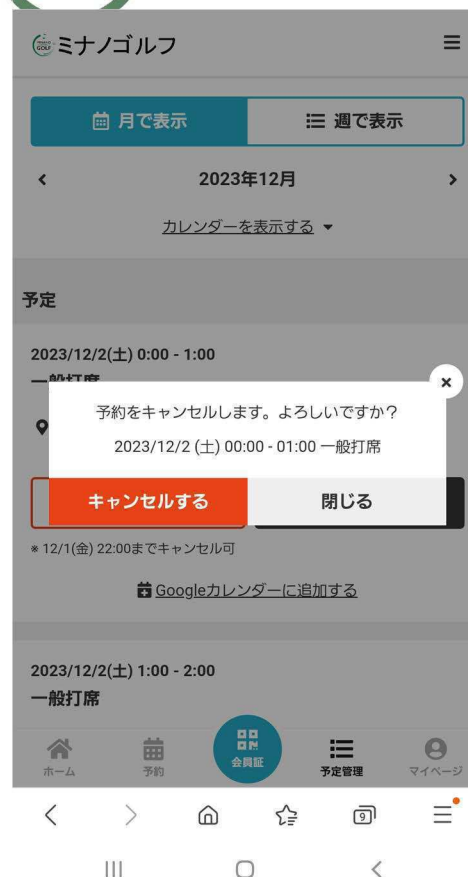 ミナノゴルフ
月で表示
週で表示
2023年12月
カレンダーを表示する
予定
2023/12/2(土) 0:00 - 1:00
一般打席
予約をキャンセルします。よろしいですか?
2023/12/2 (土) 00:00 - 01:00 一般打席
キャンセルする
閉じる
※ 12/1(金) 22:00までキャンセル可
Googleカレンダーに追加する
2023/12/2(土) 1:00 - 2:00
一般打席
ホーム
予約
会員証
予定管理
マイページ
9